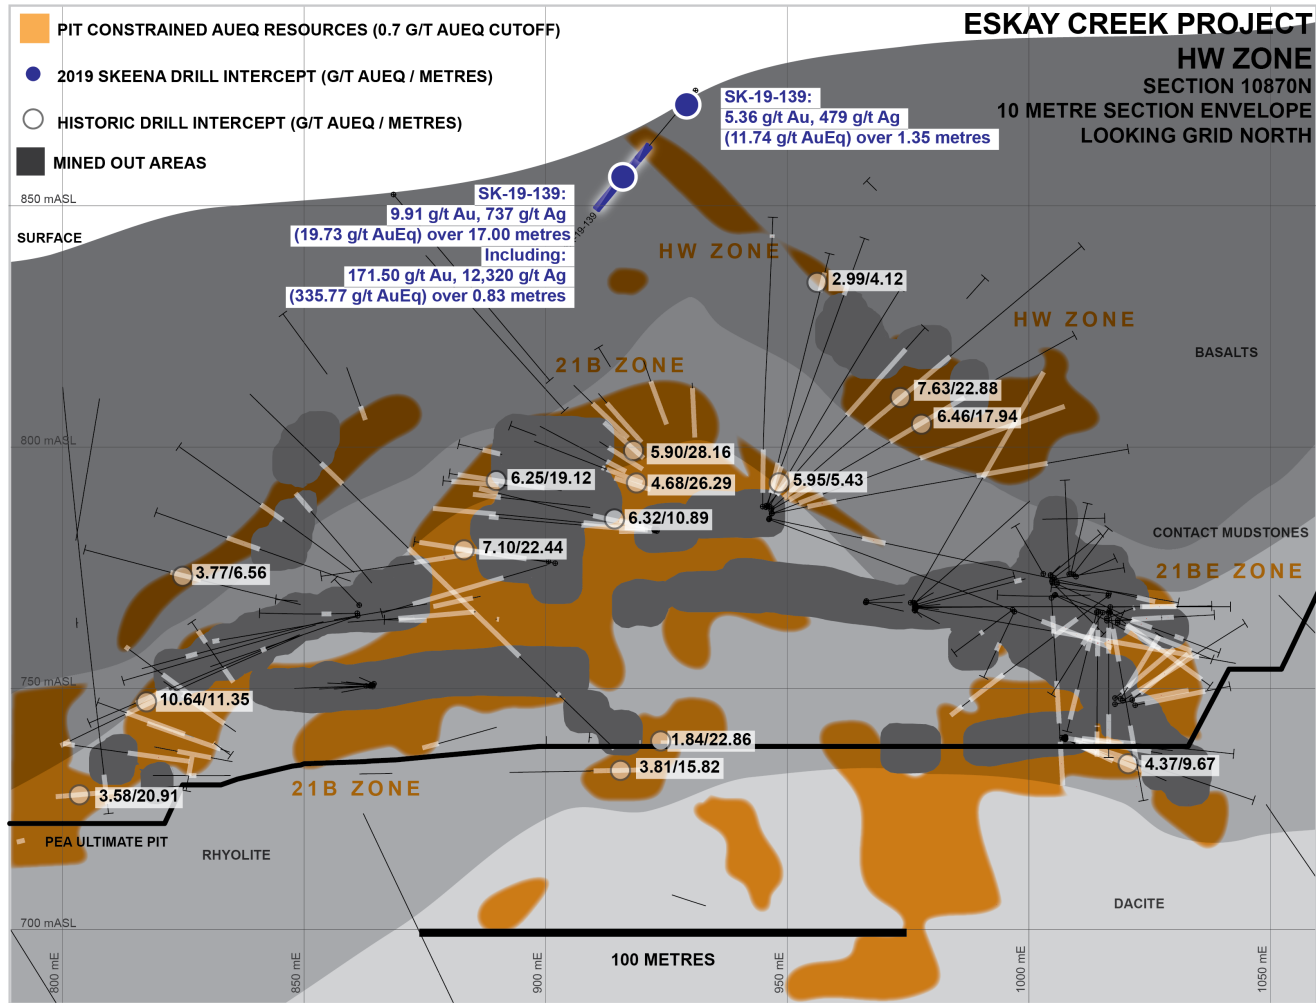 ESKAY CREEK PROJECT
HW ZONE
SECTION 10870N
10 METRE SECTION ENVELOPE
LOOKING GRID NORTH
PIT CONSTRAINED AUEQ RESOURCES (0.7 G/T AUEQ CUTOFF)
2019 SKEENA DRILL INTERCEPT (G/T AUEQ / METRES)
HISTORIC DRILL INTERCEPT (G/T AUEQ / METRES)
MINED OUT AREAS
SK-19-139:
5.36 g/t Au, 479 g/t Ag
(11.74 g/t AuEq) over 1.35 metres
850 mASL
SURFACE
SK-19-139:
9.91 g/t Au, 737 g/t Ag
(19.73 g/t AuEq) over 17.00 metres
Including:
171.50 g/t Au, 12,320 g/t Ag
(335.77 g/t AuEq) over 0.83 metres
-19-139
HW ZONE
2.99/4.12
HW ZONE
BASALTS
21B ZONE
7.63/22.88
6.46/17.94
800 mASL
5.90/28.16
6.25/19.12
4.68/26.29
5.95/5.43
6.32/10.89
CONTACT MUDSTONES
7.10/22.44
3.77/6.56
21BE ZONE
750 mASL
10.64/11.35
1.84/22.86
3.81/15.82
4.37/9.67
21B ZONE
3.58/20.91
PEA ULTIMATE PIT
RHYOLITE
DACITE
700 mASL
100 METRES
800 mE
850 mE
900 mE
950 mE
1000 mE
1050 mE